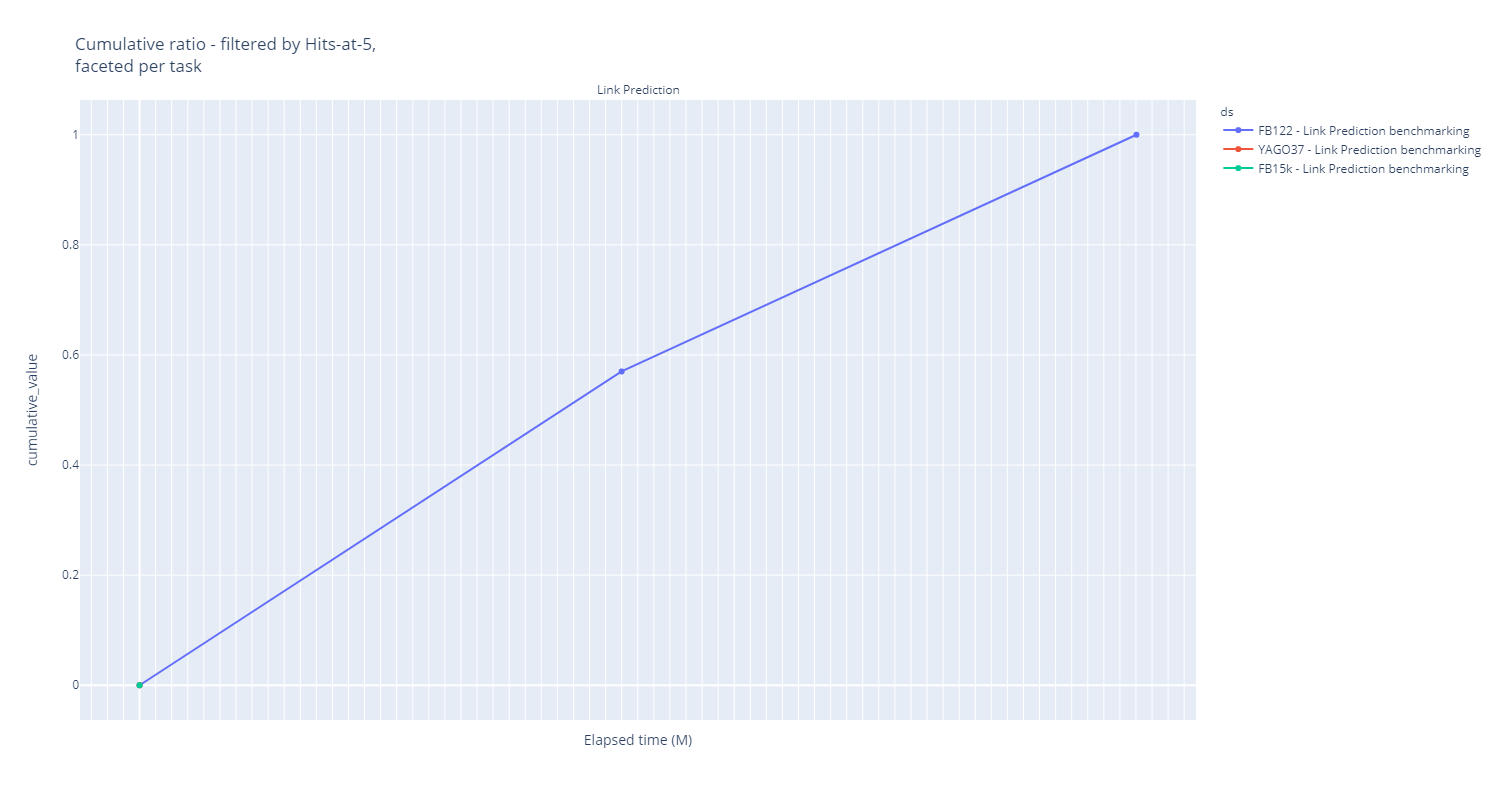 Cumulative ratio - filtered by Hits-at-5,
faceted per task
Link Prediction
ds
FB122 - Link Prediction benchmarking
YAGO37 - Link Prediction benchmarking
FB15k - Link Prediction benchmarking
1
0.8
0.6
0.4
0.2
0
cumulative_value
Elapsed time (M)